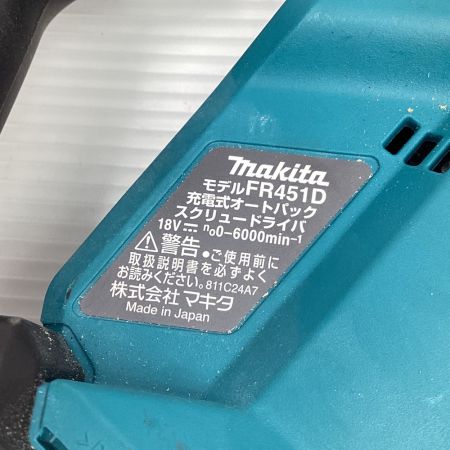 makita
モデルFR451D
充電式オートパック
スクリュードライバ
18V⎓ n₀0-6000min⁻¹
⚠警告●ご使用前に
取扱説明書を必ずよく
お読みください。811C24A7
株式会社 マキタ
Made in Japan